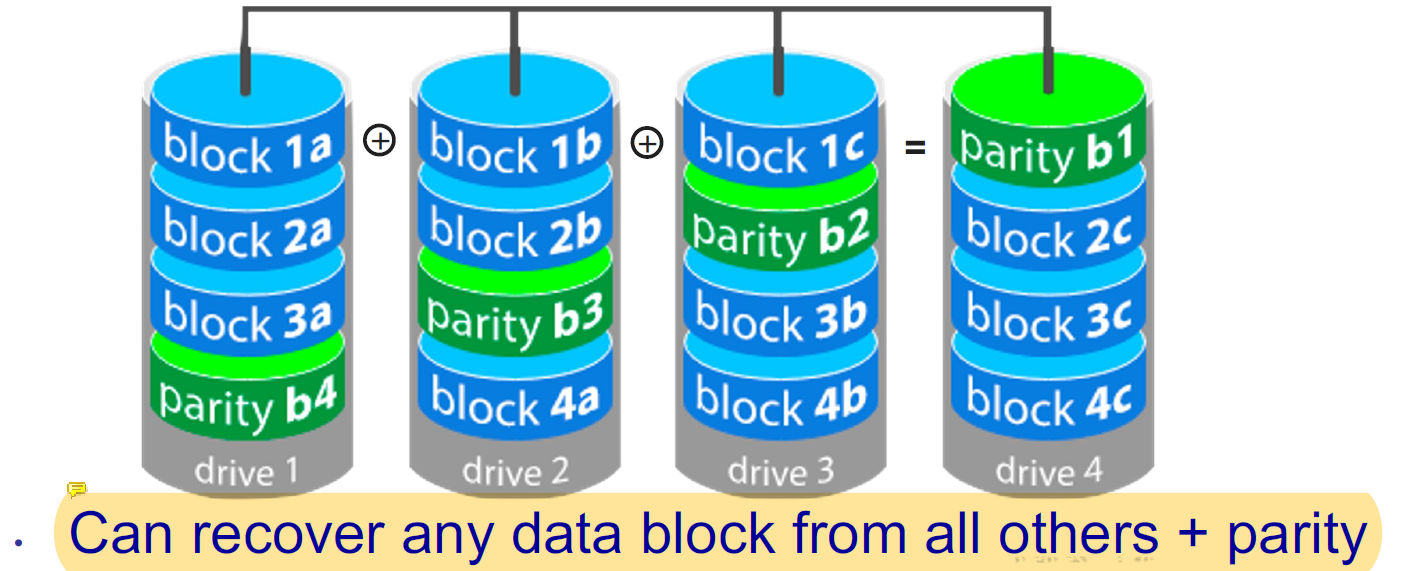 block 1a ⊕ block 1b ⊕ block 1c = parity b1
block 2a block 2b parity b2 block 2c
block 3a parity b3 block 3b block 3c
parity b4 block 4a block 4b block 4c
drive 1 drive 2 drive 3 drive 4
• Can recover any data block from all others + parity